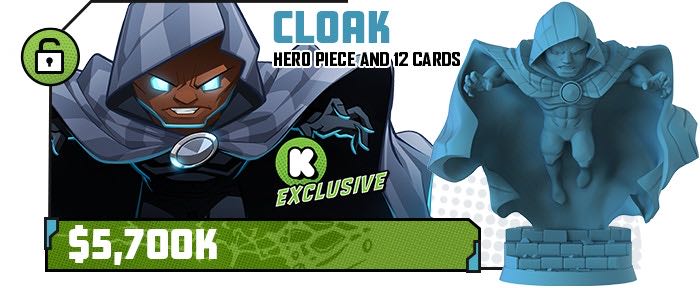 CLOAK
HERO PIECE AND 12 CARDS
K
EXCLUSIVE
$5,700K